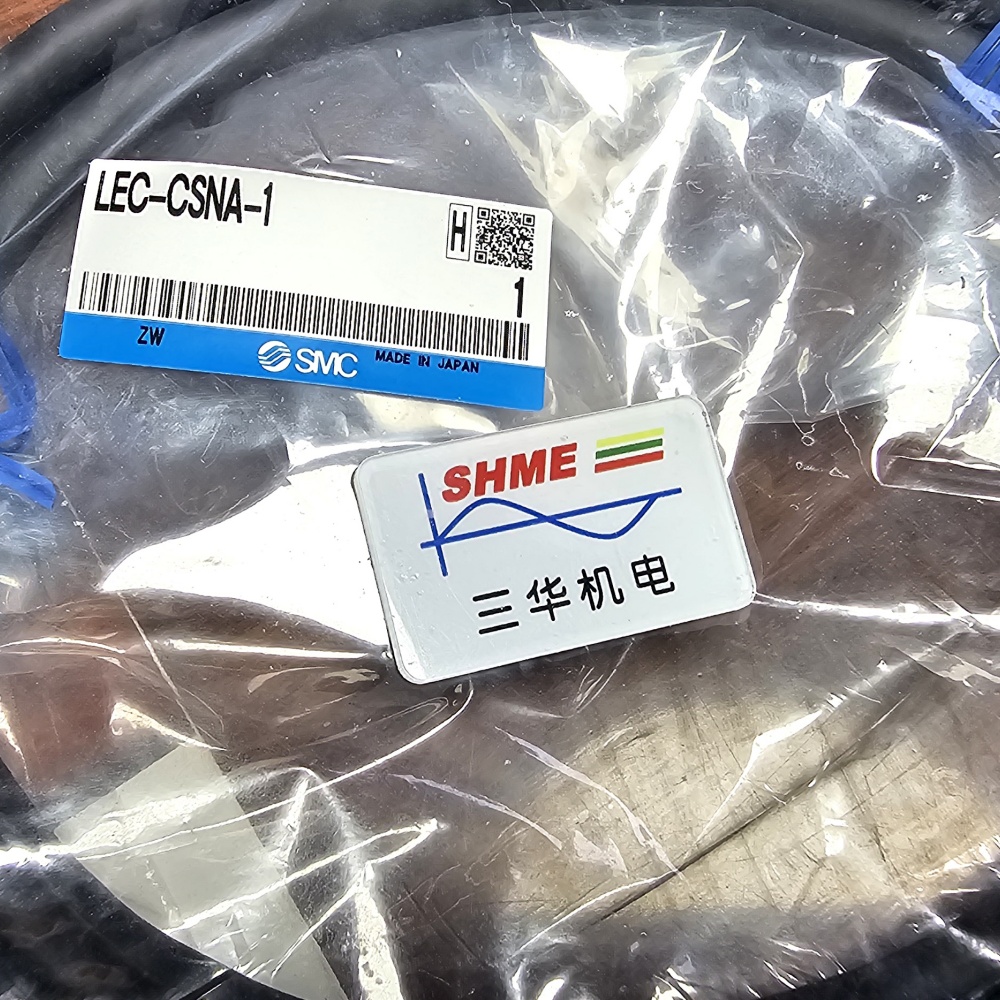 LEC-CSNA-1
H
1
ZW
SMC MADE IN JAPAN
SHME
三华机电